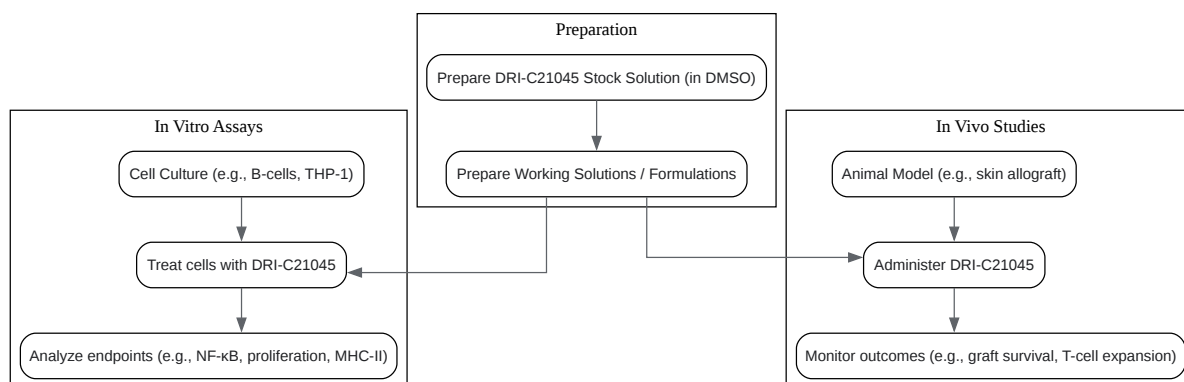 Preparation
Prepare DRI-C21045 Stock Solution (in DMSO)
Prepare Working Solutions / Formulations
In Vitro Assays
Cell Culture (e.g., B-cells, THP-1)
Treat cells with DRI-C21045
Analyze endpoints (e.g., NF-κB, proliferation, MHC-II)
In Vivo Studies
Animal Model (e.g., skin allograft)
Administer DRI-C21045
Monitor outcomes (e.g., graft survival, T-cell expansion)